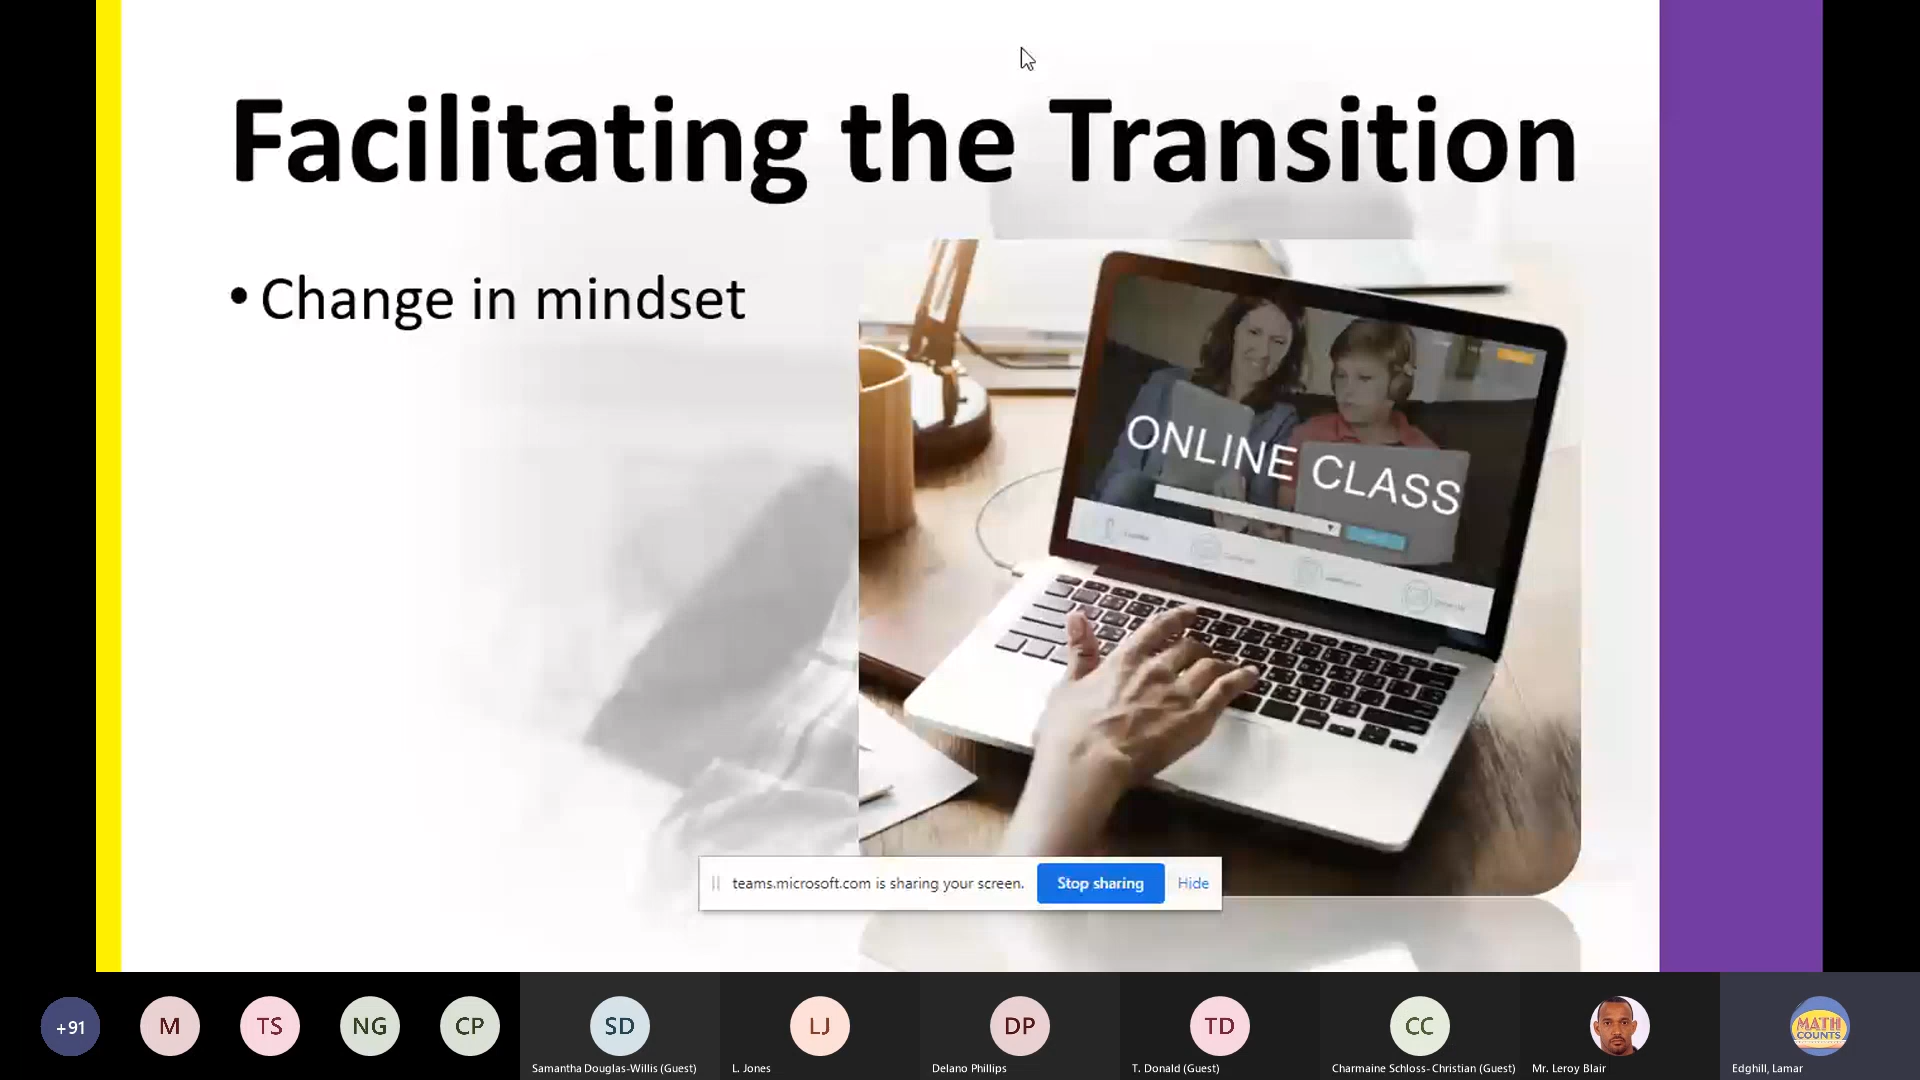 Facilitating the Transition
• Change in mindset
ONLINE CLASS
teams.microsoft.com is sharing your screen.
Stop sharing
Hide
+91
M
TS
NG
CP
SD
LJ
DP
TD
CC
MATH
COUNTS
Samantha Douglas-Willis (Guest)
L. Jones
Delano Phillips
T. Donald (Guest)
Charmaine Schloss-Christian (Guest)
Mr. Leroy Blair
Edghill, Lamar